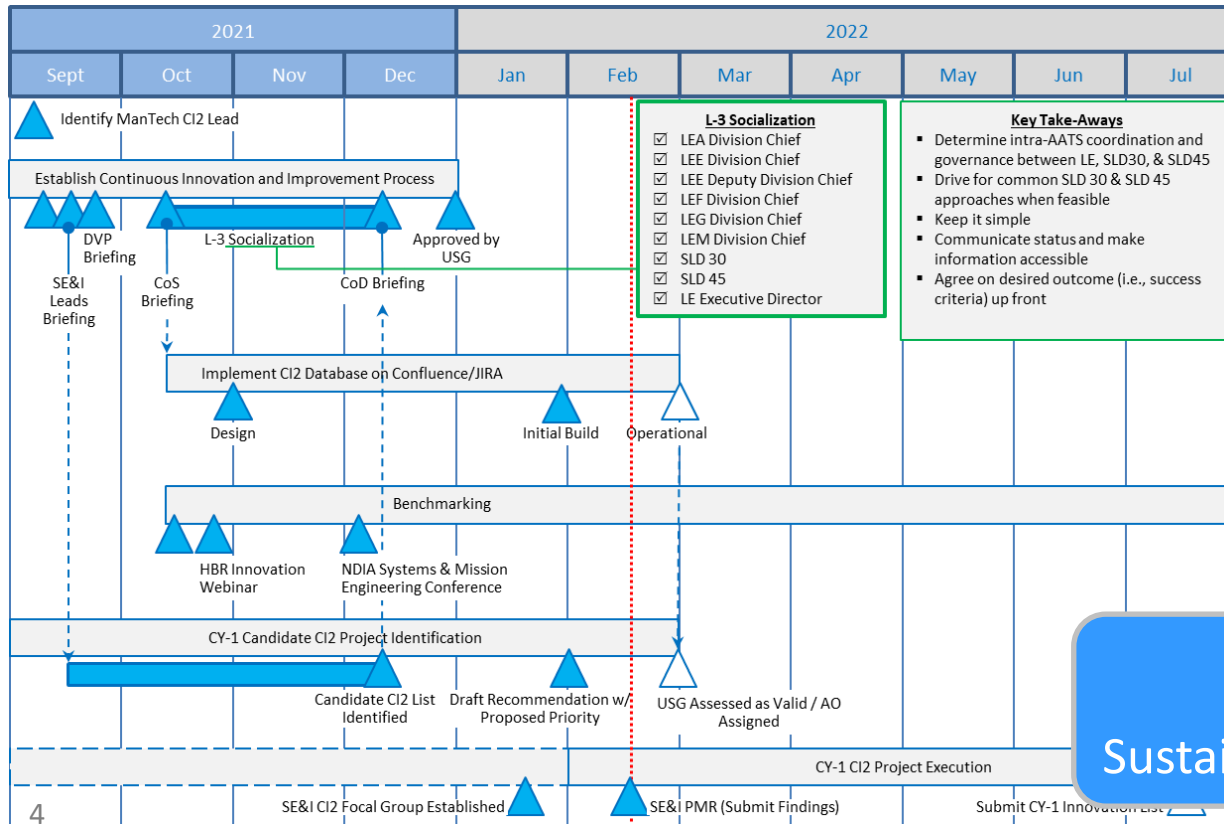 2021
2022
Sept
Oct
Nov
Dec
Jan
Feb
Mar
Apr
May
Jun
Jul
Identify ManTech CI2 Lead
Establish Continuous Innovation and Improvement Process
DVP
Briefing
L-3 Socialization
Approved by
USG
SE&I
Leads
Briefing
CoS
Briefing
CoD Briefing
L-3 Socialization
☑ LEA Division Chief
☑ LEE Division Chief
☑ LEE Deputy Division Chief
☑ LEF Division Chief
☑ LEG Division Chief
☑ LEM Division Chief
☑ SLD 30
☑ SLD 45
☑ LE Executive Director
Key Take-Aways
▪ Determine intra-AATS coordination and
governance between LE, SLD30, & SLD45
▪ Drive for common SLD 30 & SLD 45
approaches when feasible
▪ Keep it simple
▪ Communicate status and make
information accessible
▪ Agree on desired outcome (i.e., success
criteria) up front
Implement CI2 Database on Confluence/JIRA
Design
Initial Build
Operational
Benchmarking
HBR Innovation
Webinar
NDIA Systems & Mission
Engineering Conference
CY-1 Candidate CI2 Project Identification
Candidate CI2 List
Identified
Draft Recommendation w/
Proposed Priority
USG Assessed as Valid / AO
Assigned
CY-1 CI2 Project Execution
Sustai
SE&I CI2 Focal Group Established
SE&I PMR (Submit Findings)
Submit CY-1 Innovation List
4